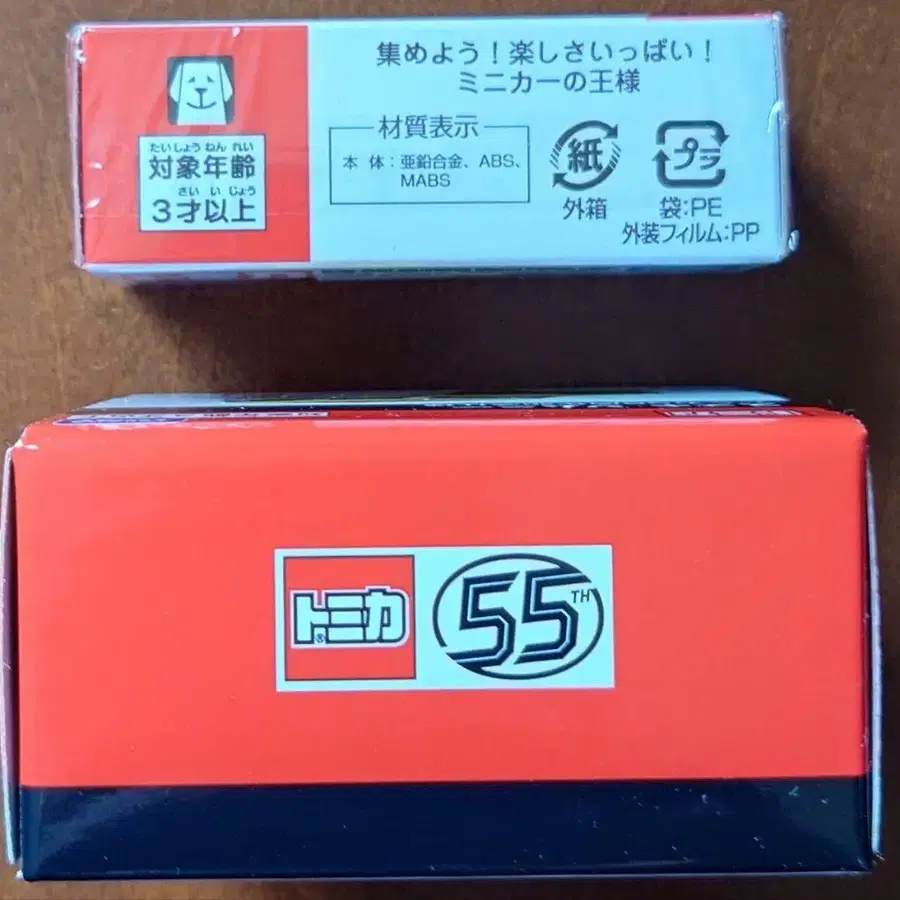 集めよう！楽しさいっぱい！
ミニカーの王様
たいしょう ねん れい
対象年齢
さい い じょう
3才以上
材質表示
本 体：亜鉛合金、ABS、
MABS
紙
外箱
プラ
袋:PE
外装フィルム:PP
トミカ®
55TH